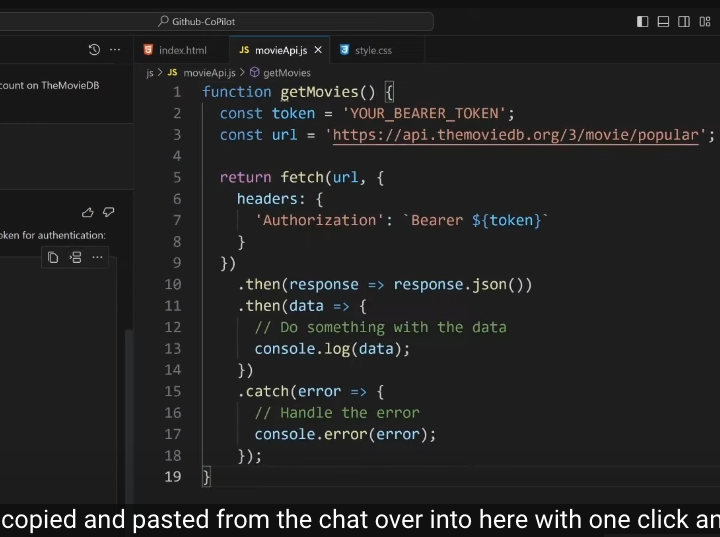 Github-CoPilot
index.html
JS movieApi.js
style.css
js > JS movieApi.js > getMovies
count on TheMovieDB
1 function getMovies() {
2 const token = 'YOUR_BEARER_TOKEN';
3 const url = 'https://api.themoviedb.org/3/movie/popular';
4
5 return fetch(url, {
6 headers: {
7 'Authorization': `Bearer ${token}`
8 }
9 })
10 .then(response => response.json())
11 .then(data => {
12 // Do something with the data
13 console.log(data);
14 })
15 .catch(error => {
16 // Handle the error
17 console.error(error);
18 });
19 }
oken for authentication:
copied and pasted from the chat over into here with one click an